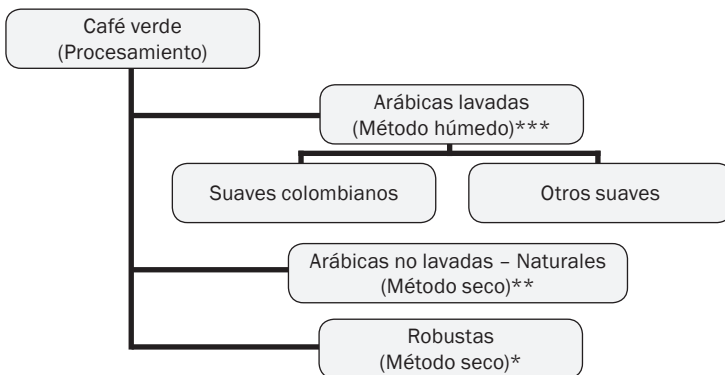 Café verde
(Procesamiento)
Arábicas lavadas
(Método húmedo)***
Suaves colombianos
Otros suaves
Arábicas no lavadas – Naturales
(Método seco)**
Robustas
(Método seco)*